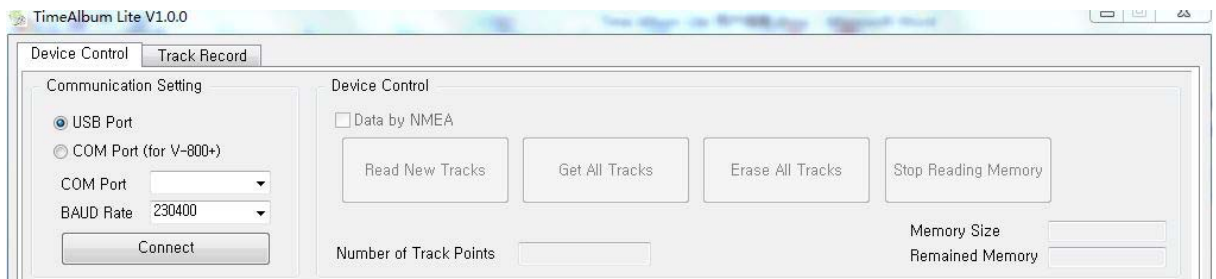 TimeAlbum Lite V1.0.0
Device Control Track Record
Communication Setting
USB Port
COM Port (for V-800+)
COM Port
BAUD Rate 230400
Connect
Device Control
Data by NMEA
Read New Tracks Get All Tracks Erase All Tracks Stop Reading Memory
Number of Track Points
Memory Size
Remained Memory